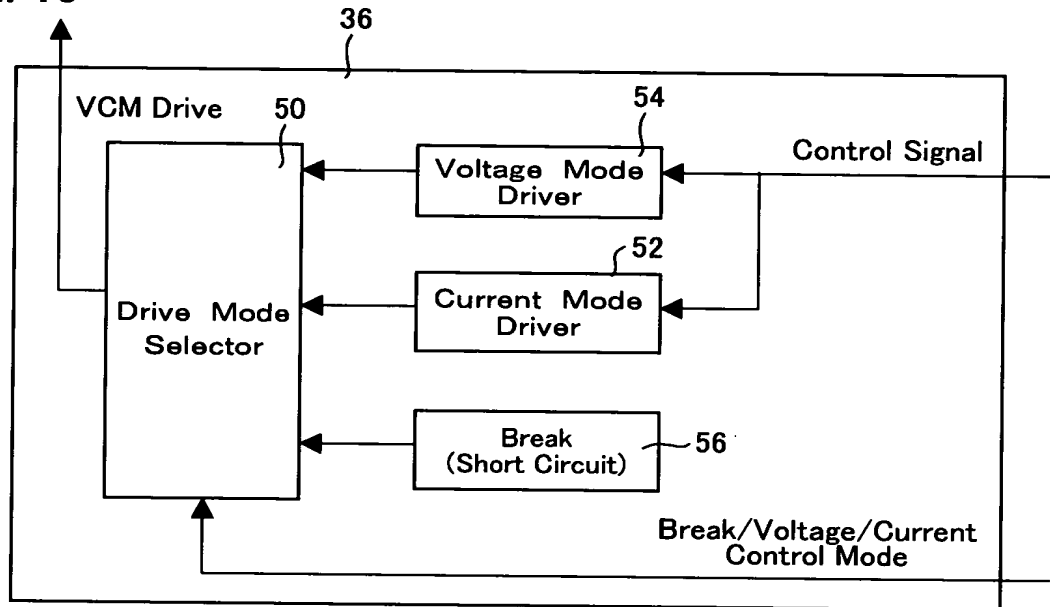 36
VCM Drive
50
54
Voltage Mode
Driver
Control Signal
52
Current Mode
Driver
Drive Mode
Selector
Break
(Short Circuit)
56
Break/Voltage/Current
Control Mode